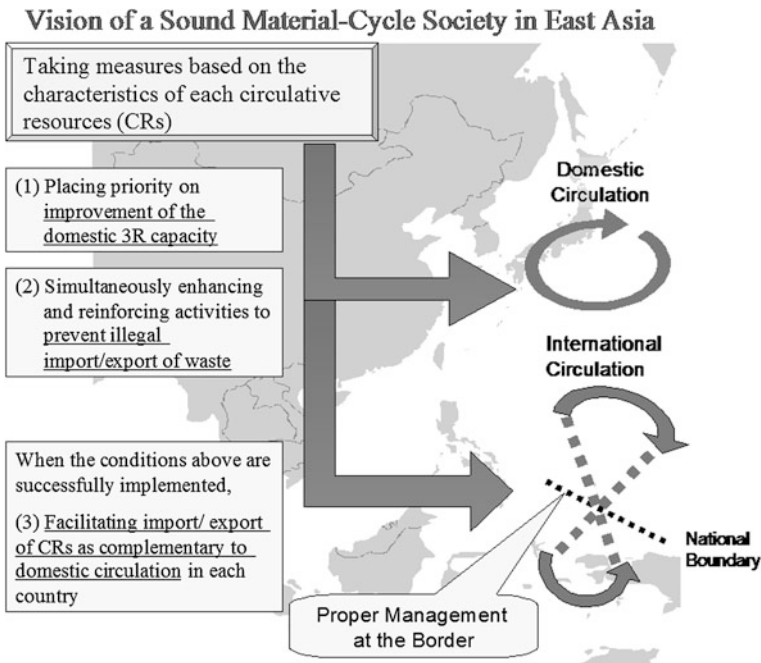 Vision of a Sound Material-Cycle Society in East Asia
Taking measures based on the
characteristics of each circulative
resources (CRs)
(1) Placing priority on
improvement of the
domestic 3R capacity
(2) Simultaneously enhancing
and reinforcing activities to
prevent illegal
import/export of waste
When the conditions above are
successfully implemented,
(3) Facilitating import/ export
of CRs as complementary to
domestic circulation in each
country
Domestic
Circulation
International
Circulation
National
Boundary
Proper Management
at the Border